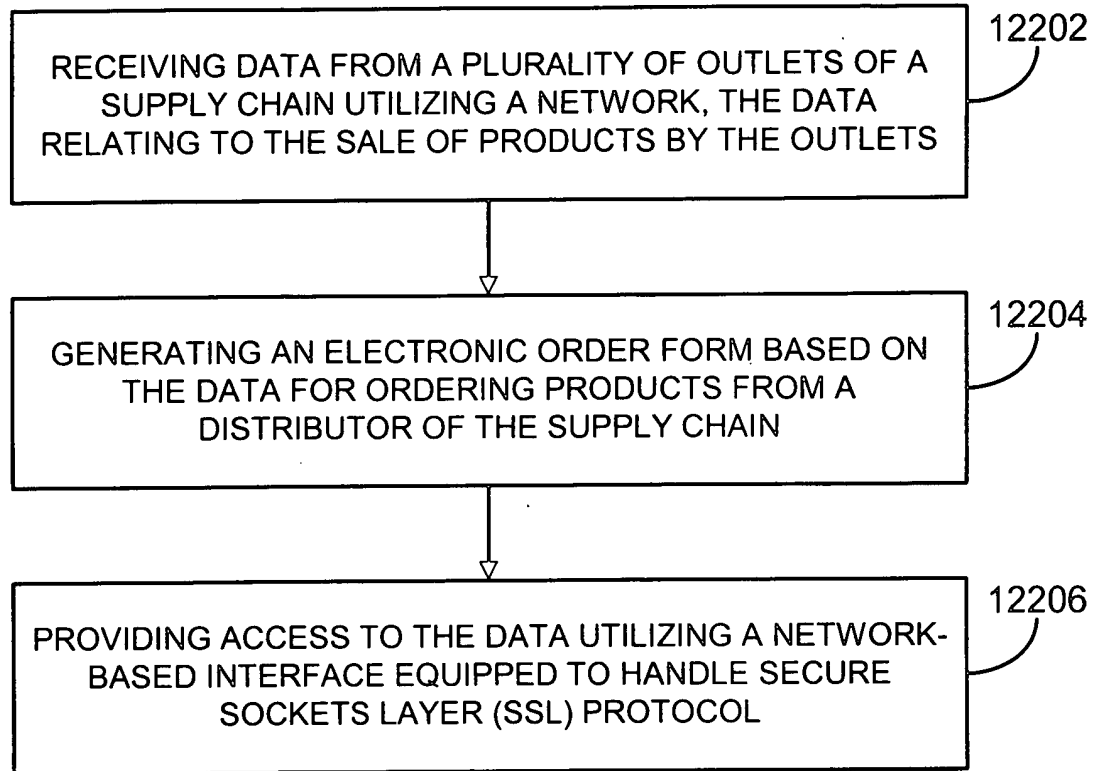 12202
RECEIVING DATA FROM A PLURALITY OF OUTLETS OF A
SUPPLY CHAIN UTILIZING A NETWORK, THE DATA
RELATING TO THE SALE OF PRODUCTS BY THE OUTLETS
12204
GENERATING AN ELECTRONIC ORDER FORM BASED ON
THE DATA FOR ORDERING PRODUCTS FROM A
DISTRIBUTOR OF THE SUPPLY CHAIN
12206
PROVIDING ACCESS TO THE DATA UTILIZING A NETWORK-
BASED INTERFACE EQUIPPED TO HANDLE SECURE
SOCKETS LAYER (SSL) PROTOCOL